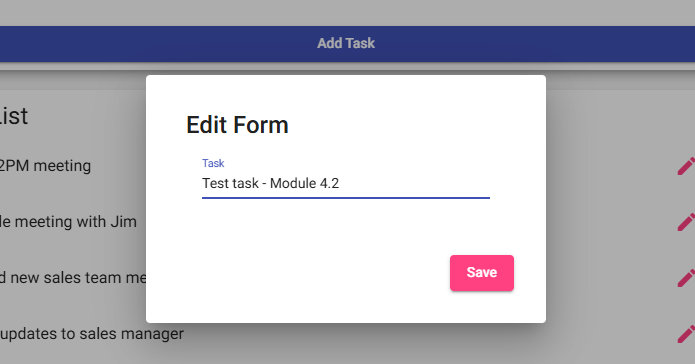 Add Task
List
2PM meeting
Edit Form
Task
Test task - Module 4.2
le meeting with Jim
d new sales team me
Save
updates to sales manager